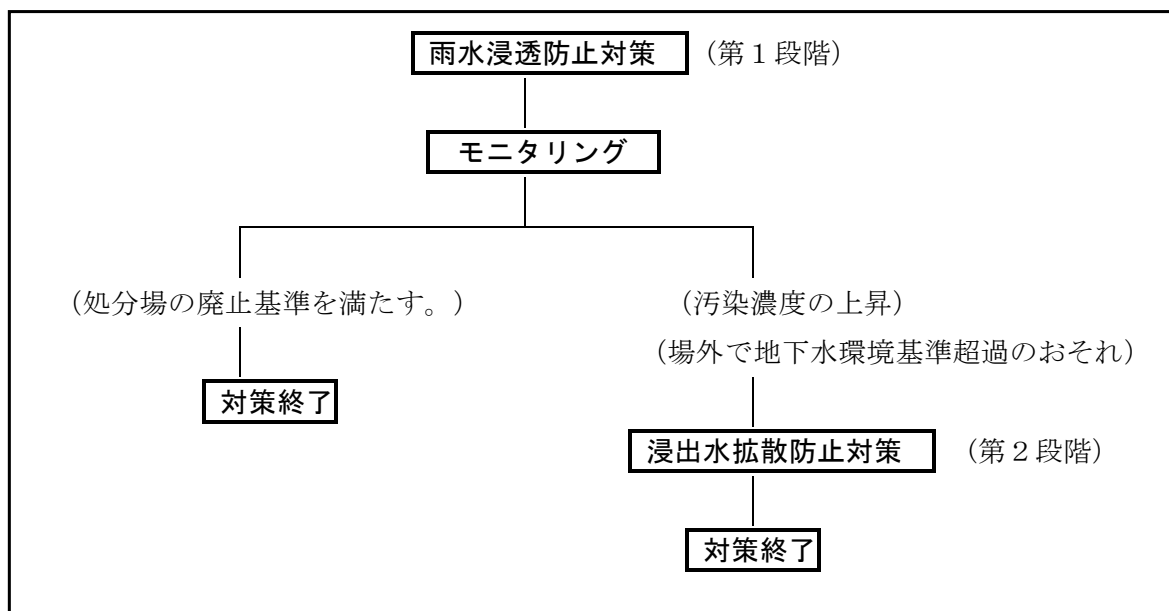 雨水浸透防止対策 （第１段階）
モニタリング
（処分場の廃止基準を満たす。） （汚染濃度の上昇）
（場外で地下水環境基準超過のおそれ）
対策終了
浸出水拡散防止対策 （第２段階）
対策終了